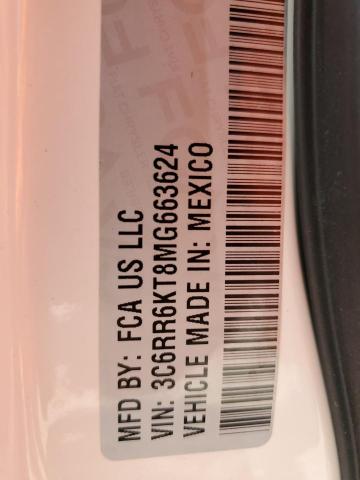 MFD BY: FCA US LLC
VIN: 3C6RR6KT8MG663624
VEHICLE MADE IN: MEXICO